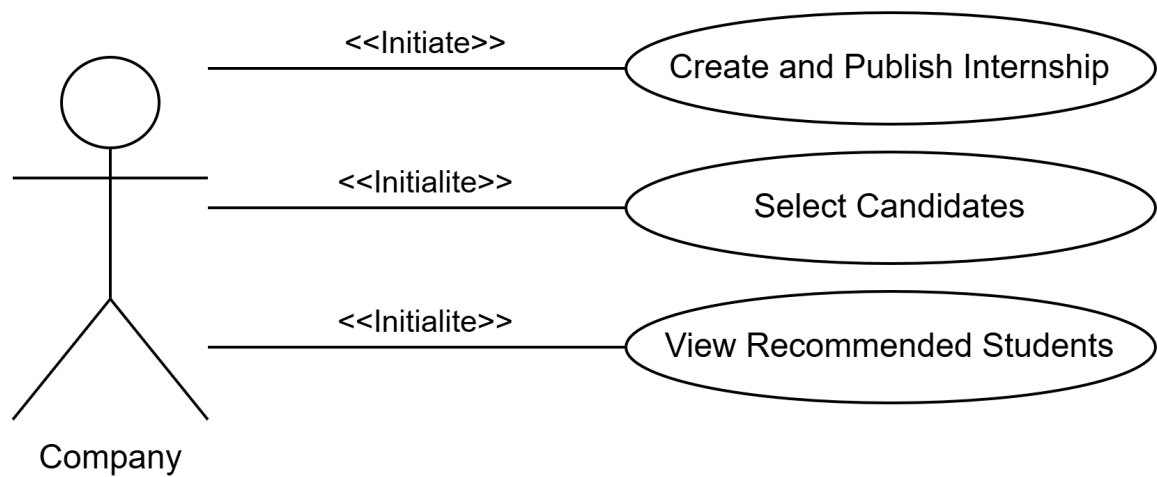 <<Initiate>>
Create and Publish Internship
<<Initialite>>
Select Candidates
<<Initialite>>
View Recommended Students
Company